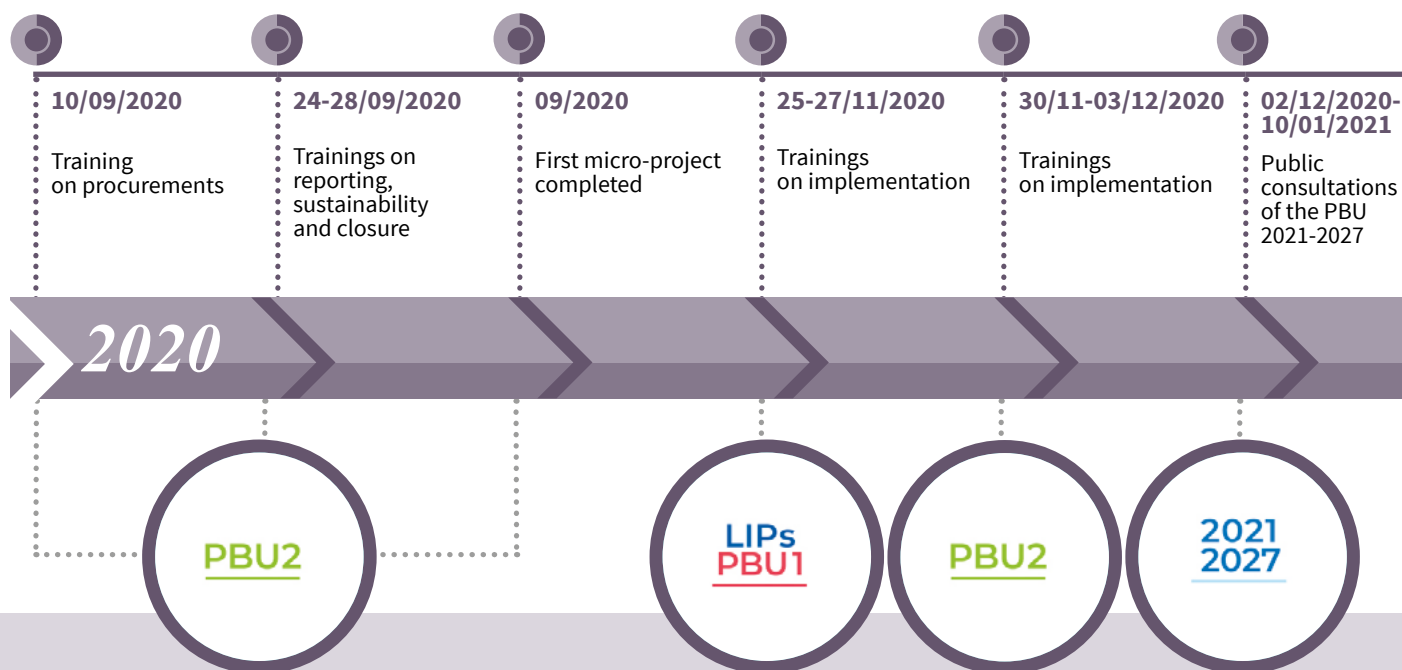 10/09/2020
Training
on procurements
24-28/09/2020
Trainings on
reporting,
sustainability
and closure
09/2020
First micro-project
completed
25-27/11/2020
Trainings
on implementation
30/11-03/12/2020
Trainings
on implementation
02/12/2020-
10/01/2021
Public
consultations
of the PBU
2021-2027
2020
PBU2
LIPs
PBU1
PBU2
2021
2027